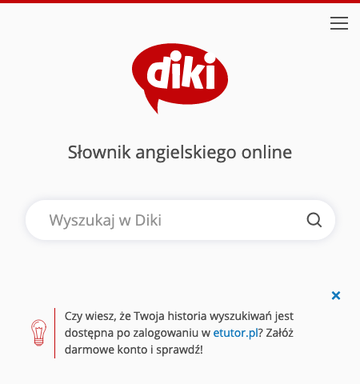 diki
Słownik angielskiego online
Wyszukaj w Diki
Czy wiesz, że Twoja historia wyszukiwań jest
dostępna po zalogowaniu w etutor.pl? Załóż
darmowe konto i sprawdź!